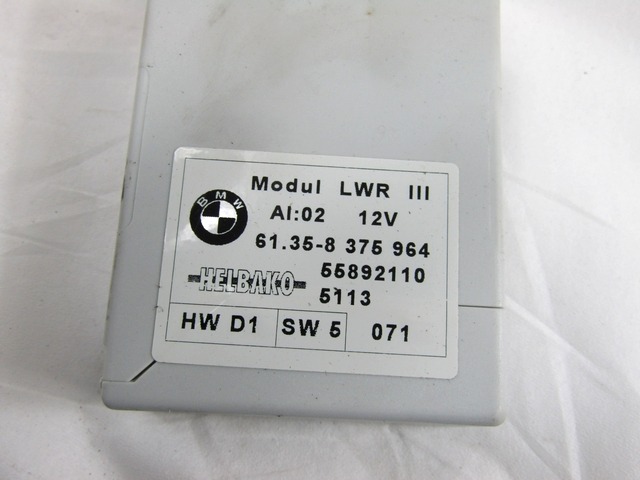 BMW
Modul LWR III
AI:02 12V
61.35-8 375 964
HELBAKO 55892110
5113
HW D1 SW 5 071